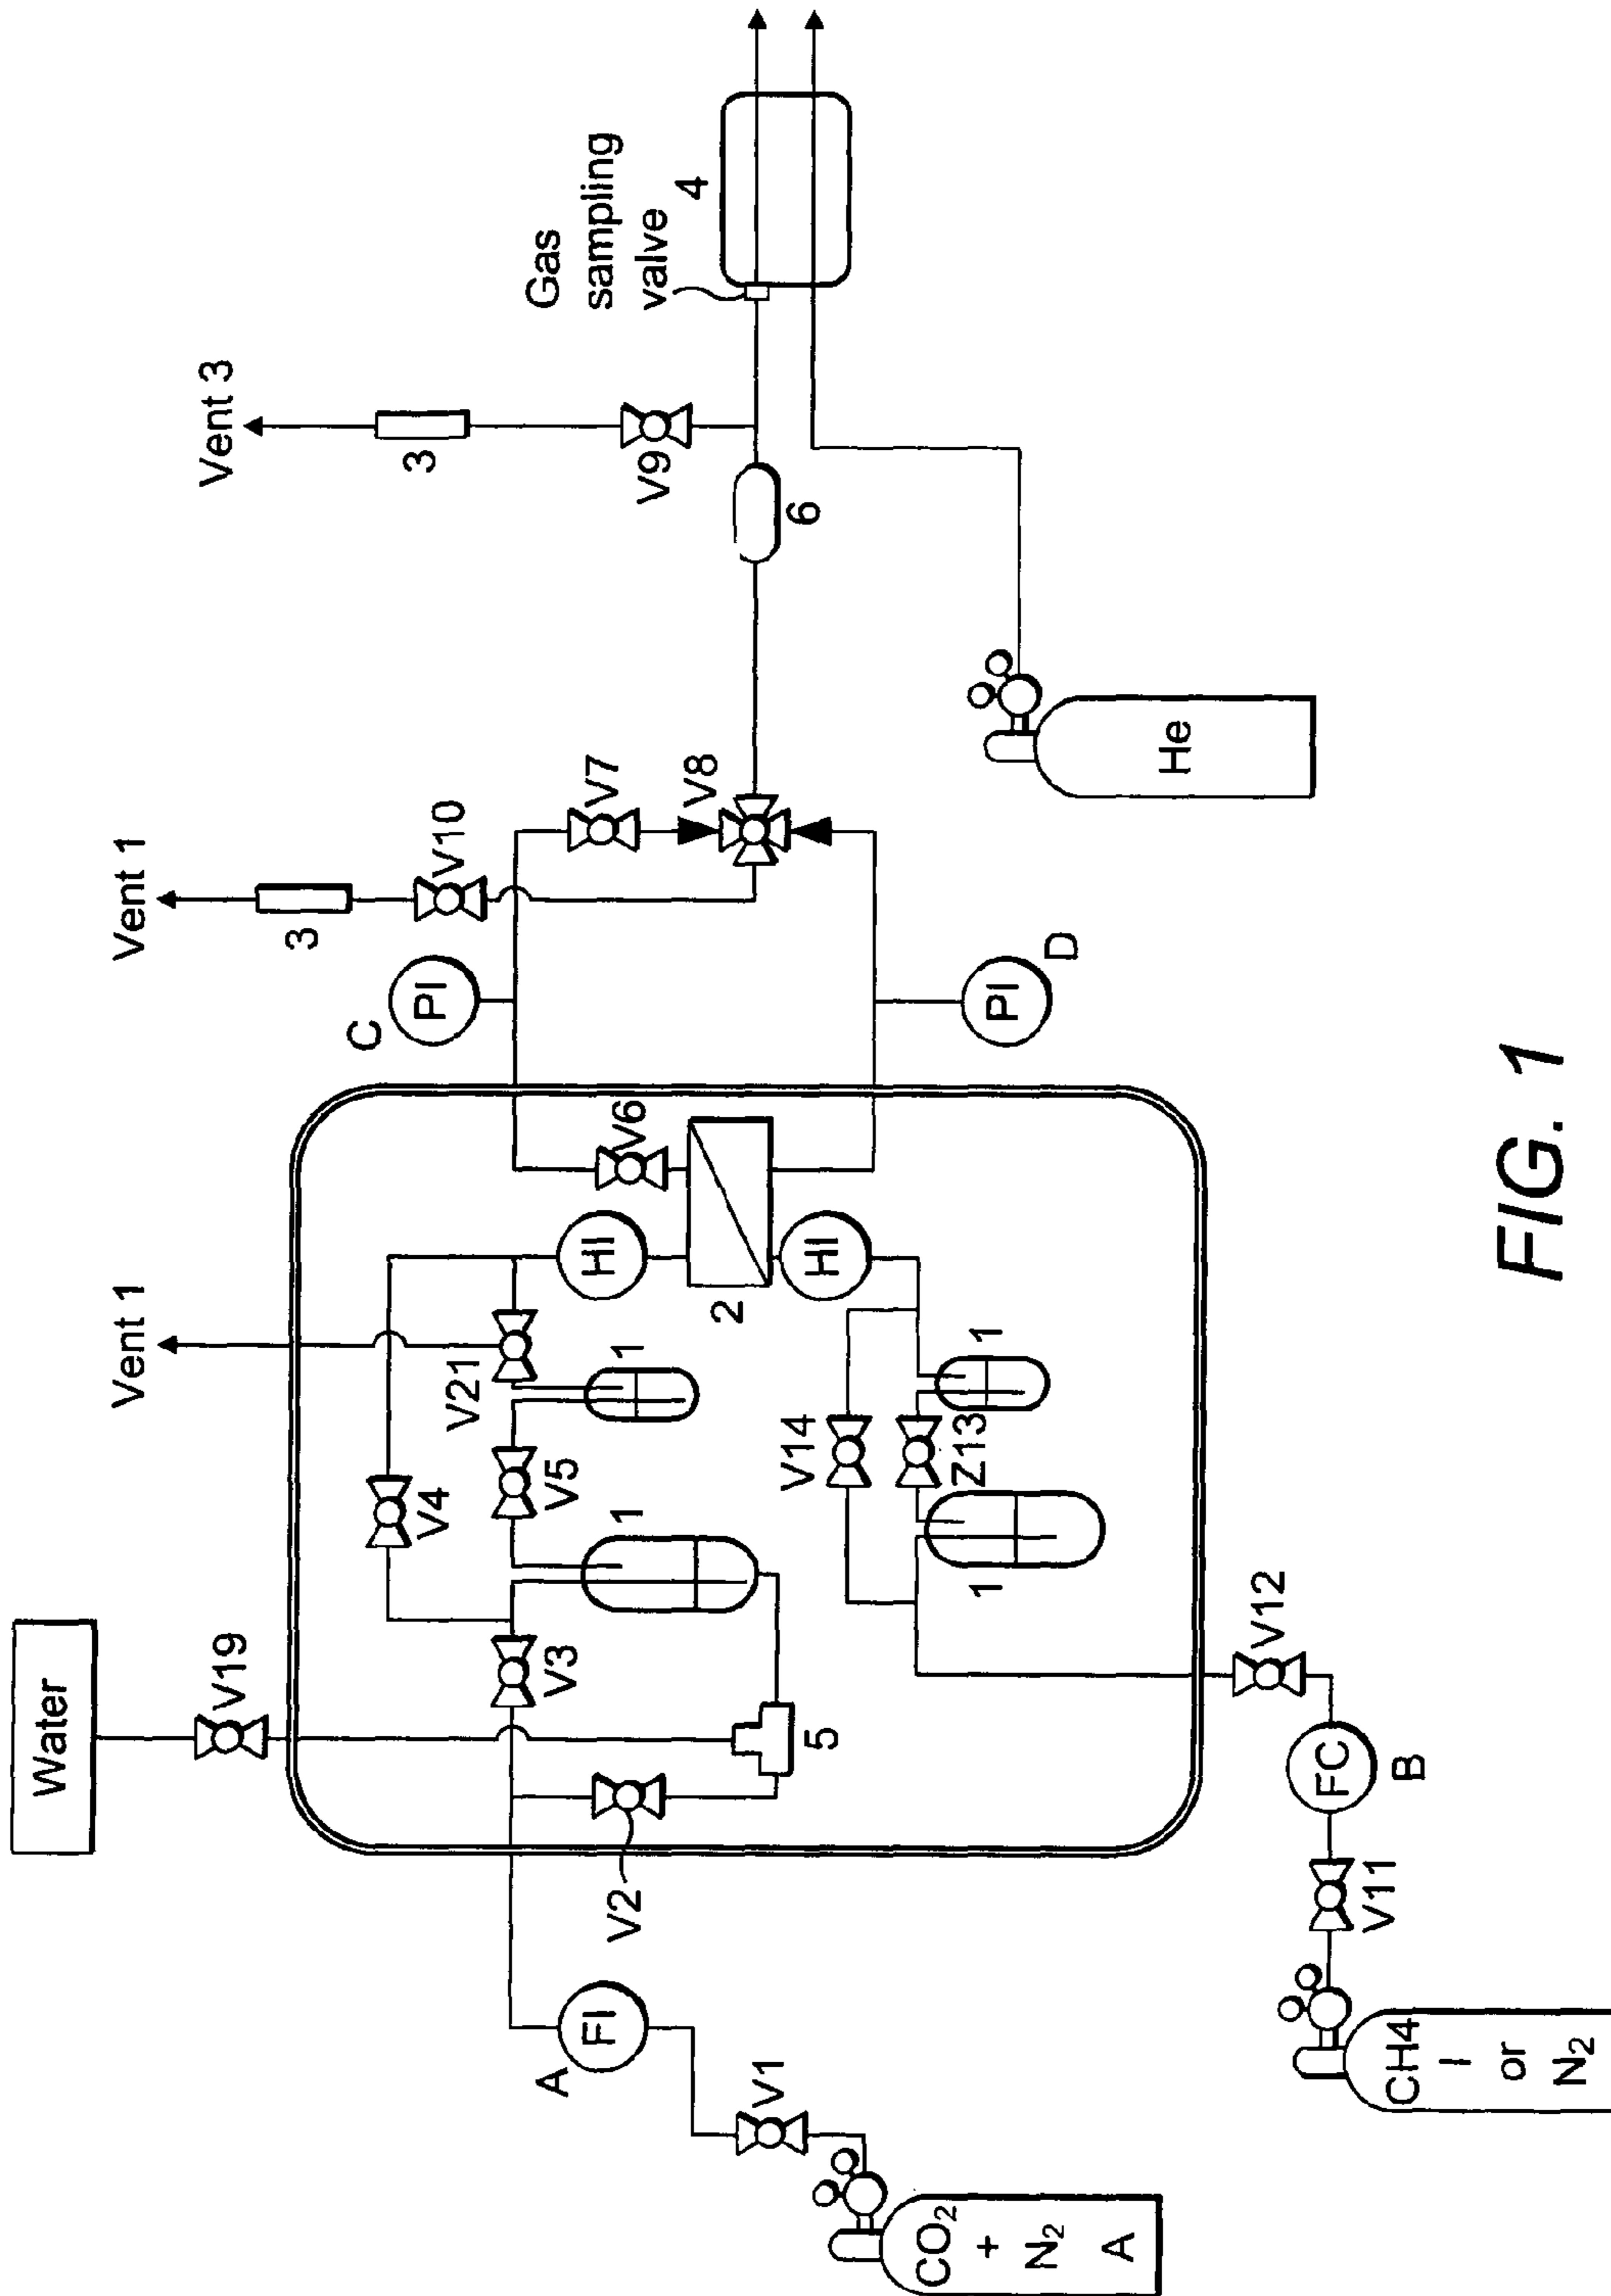 Water
V19
Vent 1
Vent 1
Vent 3
C
PI
3
V10
3
V9
Gas
sampling
valve
4
V4
V3
V5
V21
1
1
HI
V6
V7
V8
6
2
HI
A
FI
V2
5
V14
Z13
1
1
PI
D
V1
CO₂
+
N₂
A
He
V12
V11
FC
B
CH4
I
or
N₂
FIG. 1